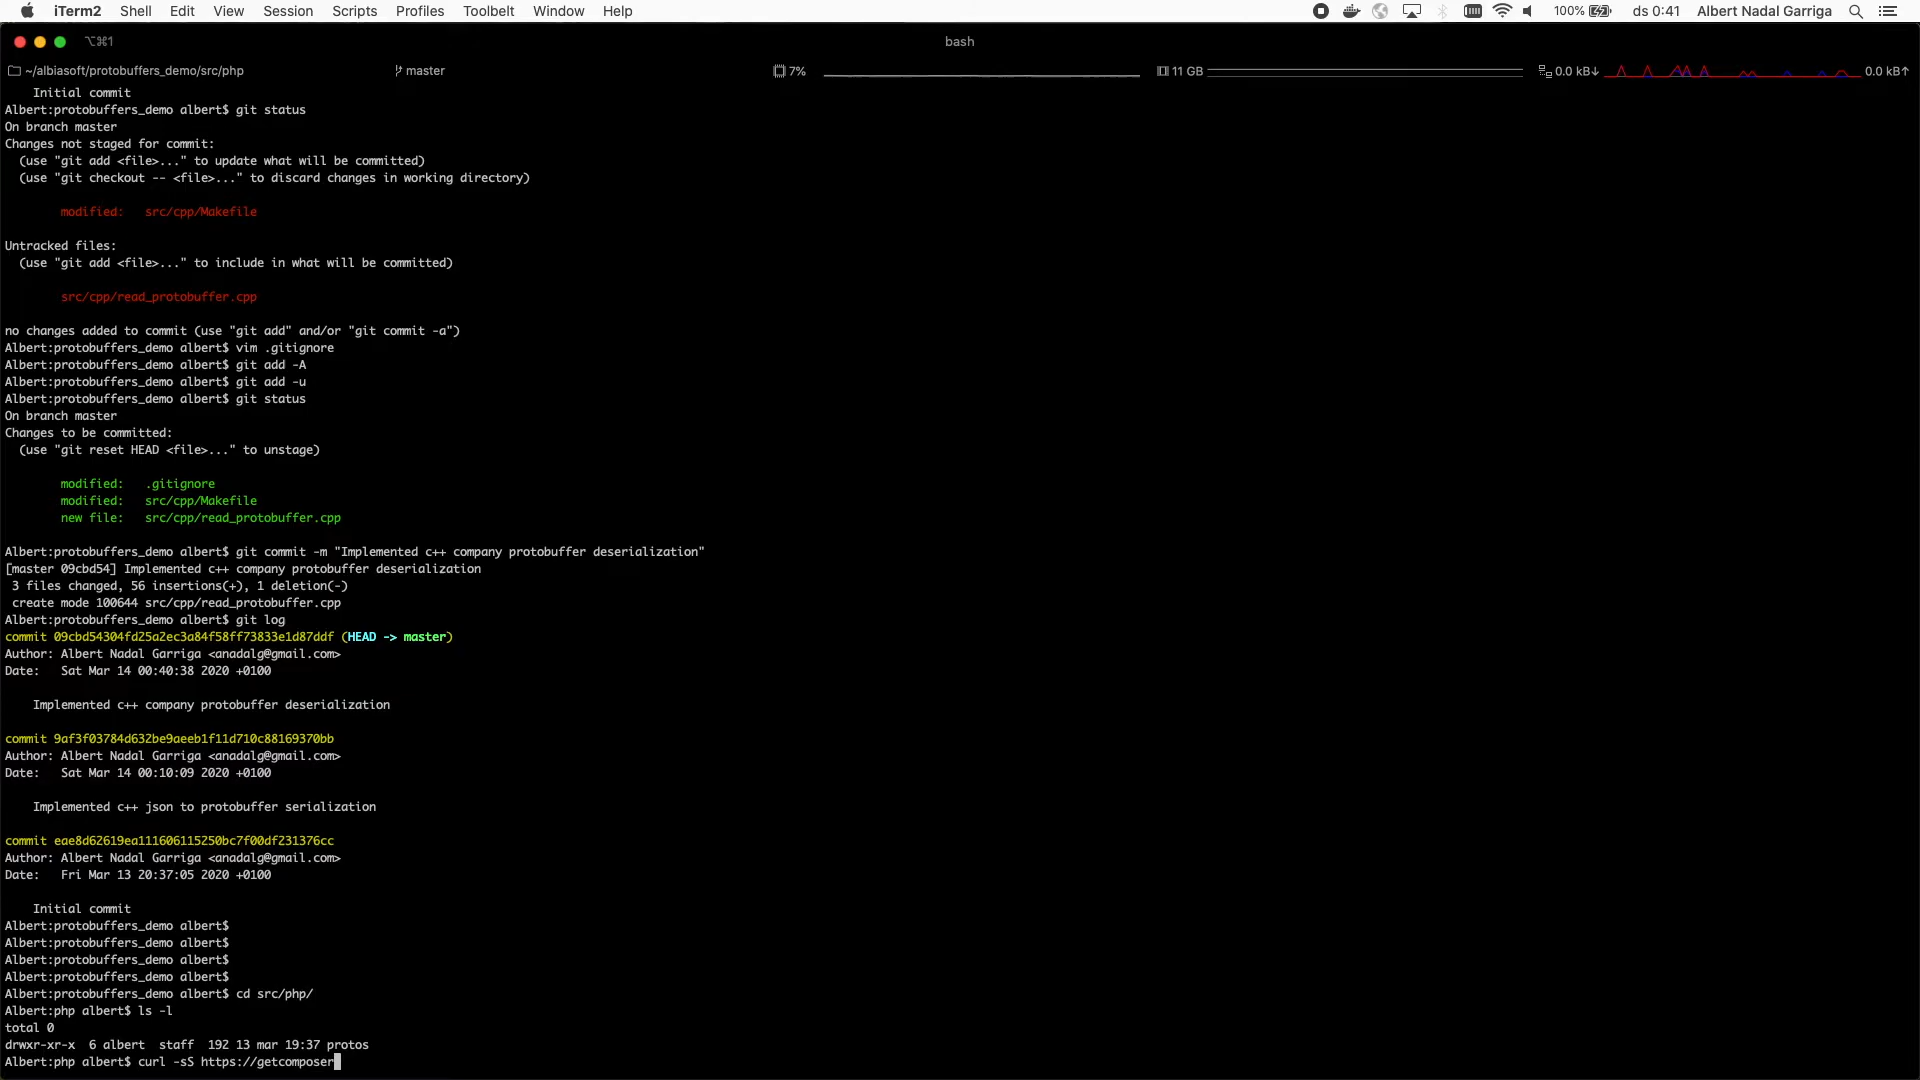 iTerm2 Shell Edit View Session Scripts Profiles Toolbelt Window Help 100% ds 0:41 Albert Nadal Garriga
⌥⌘1 bash
~/albiasoft/protobuffers_demo/src/php master 7% 11 GB 0.0 kB↓ 0.0 kB↑
Initial commit
Albert:protobuffers_demo albert$ git status
On branch master
Changes not staged for commit:
(use "git add <file>..." to update what will be committed)
(use "git checkout -- <file>..." to discard changes in working directory)
modified: src/cpp/Makefile
Untracked files:
(use "git add <file>..." to include in what will be committed)
src/cpp/read_protobuffer.cpp
no changes added to commit (use "git add" and/or "git commit -a")
Albert:protobuffers_demo albert$ vim .gitignore
Albert:protobuffers_demo albert$ git add -A
Albert:protobuffers_demo albert$ git add -u
Albert:protobuffers_demo albert$ git status
On branch master
Changes to be committed:
(use "git reset HEAD <file>..." to unstage)
modified: .gitignore
modified: src/cpp/Makefile
new file: src/cpp/read_protobuffer.cpp
Albert:protobuffers_demo albert$ git commit -m "Implemented c++ company protobuffer deserialization"
[master 09cbd54] Implemented c++ company protobuffer deserialization
3 files changed, 56 insertions(+), 1 deletion(-)
create mode 100644 src/cpp/read_protobuffer.cpp
Albert:protobuffers_demo albert$ git log
commit 09cbd54304fd25a2ec3a84f58ff73833e1d87ddf (HEAD -> master)
Author: Albert Nadal Garriga <anadalg@gmail.com>
Date: Sat Mar 14 00:40:38 2020 +0100
Implemented c++ company protobuffer deserialization
commit 9af3f03784d632be9aeeb1f11d710c88169370bb
Author: Albert Nadal Garriga <anadalg@gmail.com>
Date: Sat Mar 14 00:10:09 2020 +0100
Implemented c++ json to protobuffer serialization
commit eae8d62619ea111606115250bc7f00df231376cc
Author: Albert Nadal Garriga <anadalg@gmail.com>
Date: Fri Mar 13 20:37:05 2020 +0100
Initial commit
Albert:protobuffers_demo albert$
Albert:protobuffers_demo albert$
Albert:protobuffers_demo albert$
Albert:protobuffers_demo albert$
Albert:protobuffers_demo albert$ cd src/php/
Albert:php albert$ ls -l
total 0
drwxr-xr-x 6 albert staff 192 13 mar 19:37 protos
Albert:php albert$ curl -sS https://getcomposer